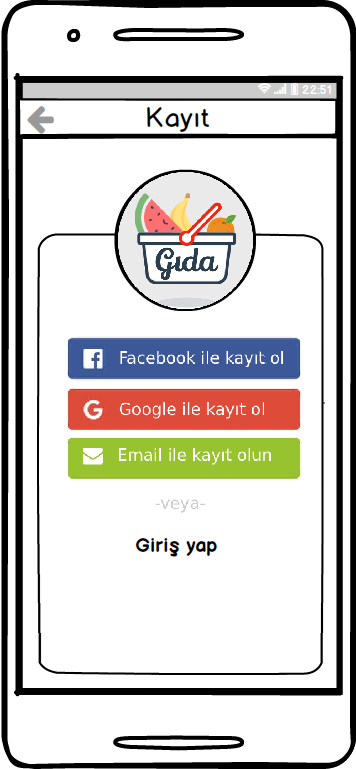 22:51
Kayıt
Gıda
Facebook ile kayıt ol
Google ile kayıt ol
Email ile kayıt olun
-veya-
Giriş yap